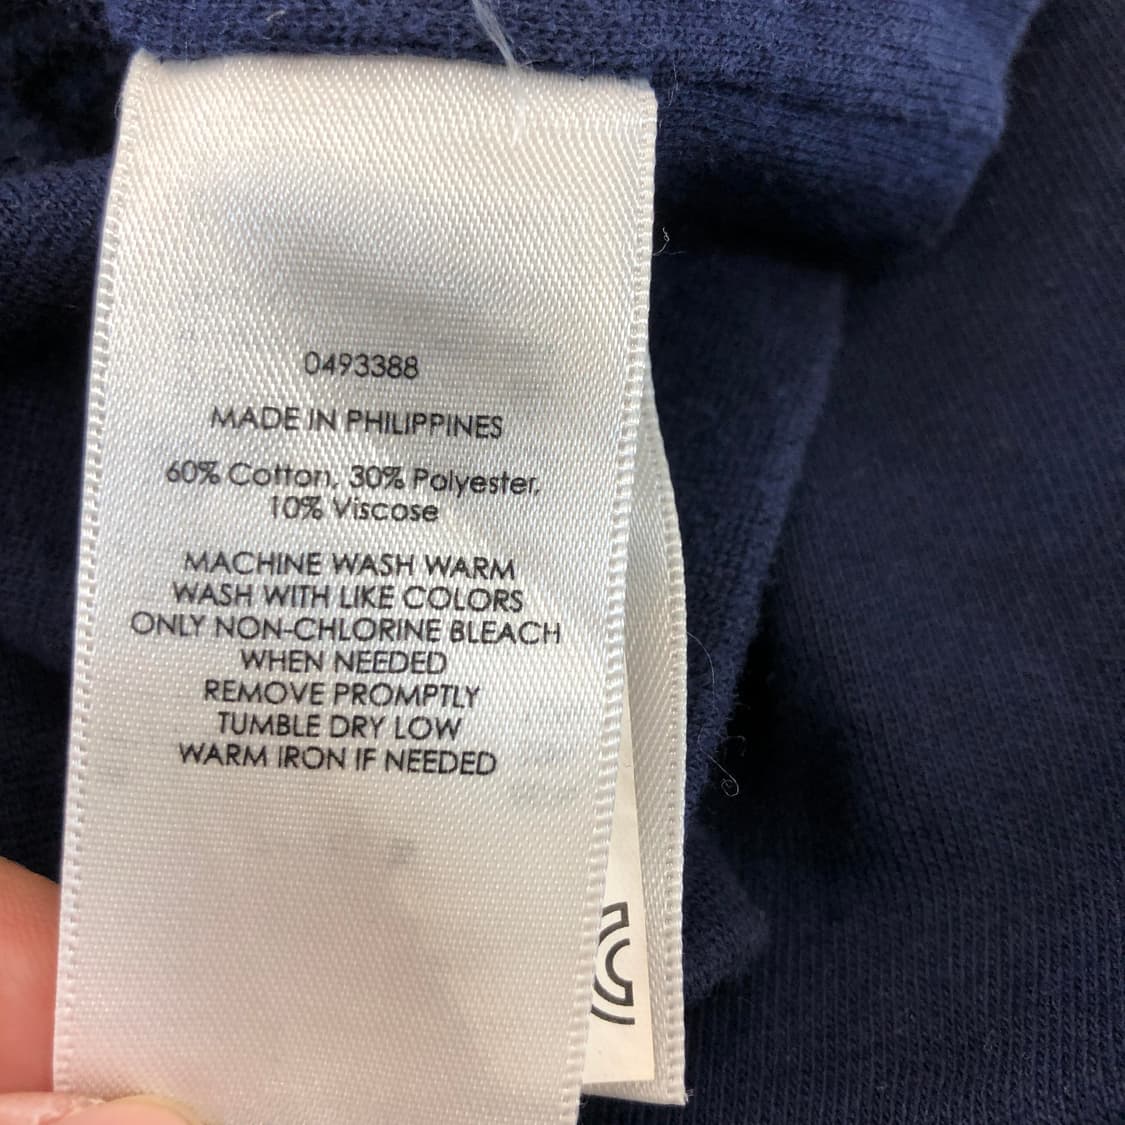 0493388
MADE IN PHILIPPINES
60% Cotton, 30% Polyester,
10% Viscose
MACHINE WASH WARM
WASH WITH LIKE COLORS
ONLY NON-CHLORINE BLEACH
WHEN NEEDED
REMOVE PROMPTLY
TUMBLE DRY LOW
WARM IRON IF NEEDED